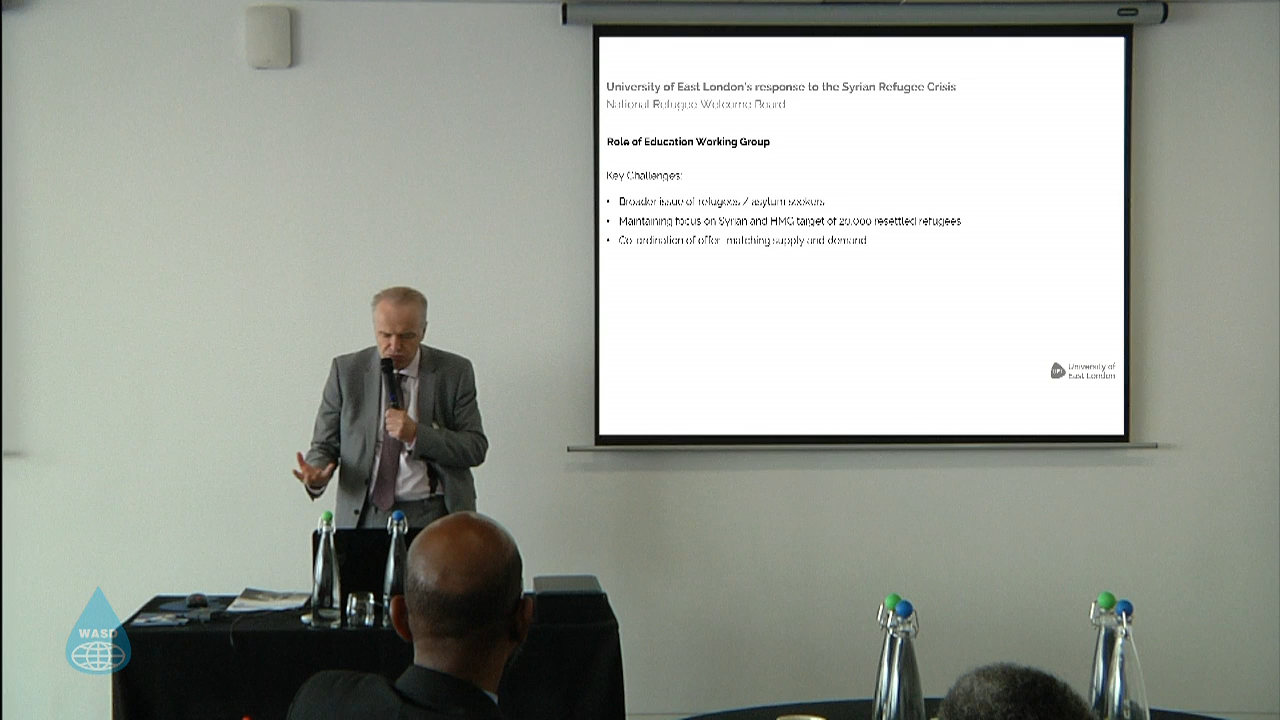 University of East London's response to the Syrian Refugee Crisis
National Refugee Welcome Board
Role of Education Working Group
Key Challenges:
• Broader issue of refugees / asylum seekers
• Maintaining focus on Syrian and HMG target of 20,000 resettled refugees
• Co-ordination of offer- matching supply and demand
UEL
University of
East London
WASD